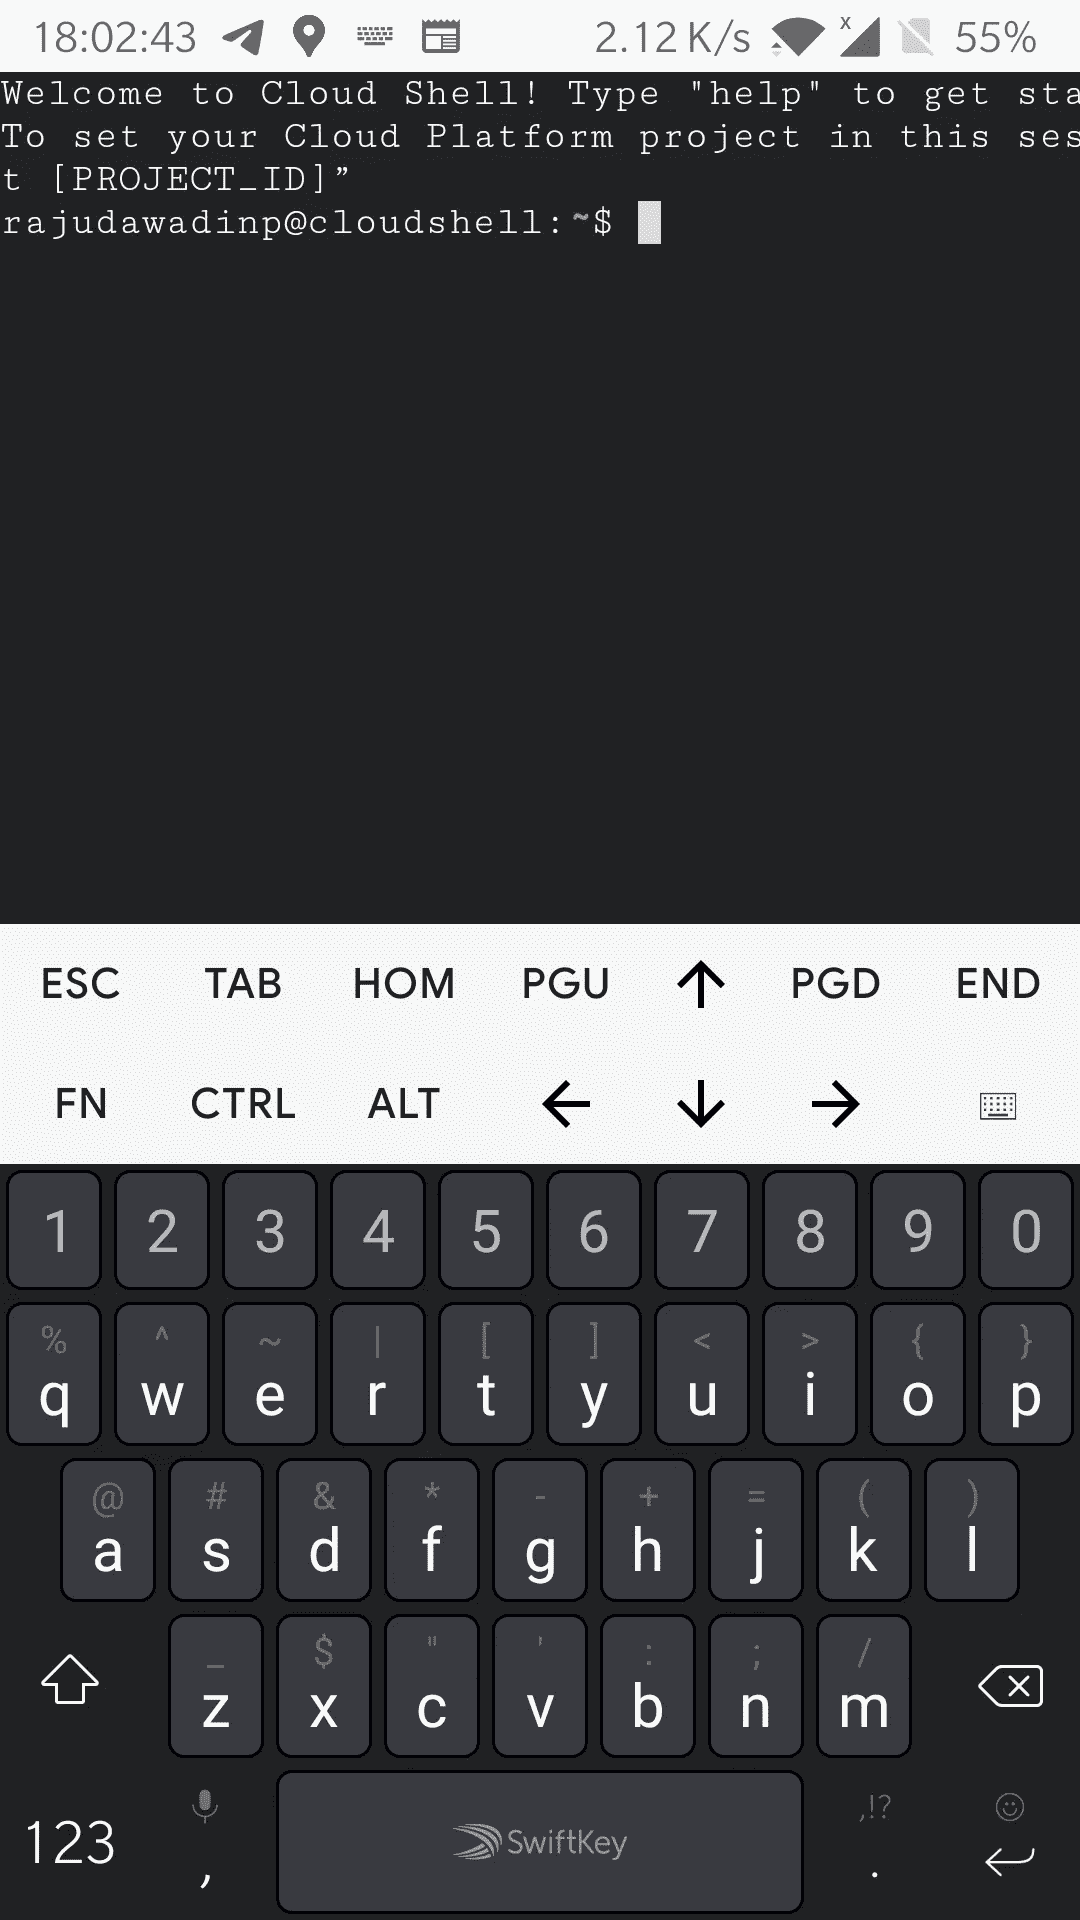 18:02:43 2.12 K/s x 55%
Welcome to Cloud Shell! Type "help" to get sta
To set your Cloud Platform project in this ses
t [PROJECT_ID]”
rajudawadinp@cloudshell:~$
ESC TAB HOM PGU ↑ PGD END
FN CTRL ALT ← ↓ →
1 2 3 4 5 6 7 8 9 0
% ^ ~ | [ ] < > { }
q w e r t y u i o p
@ # & * - + = ( )
a s d f g h j k l
_ $ " ' : ; /
z x c v b n m
,!?
123 , SwiftKey .